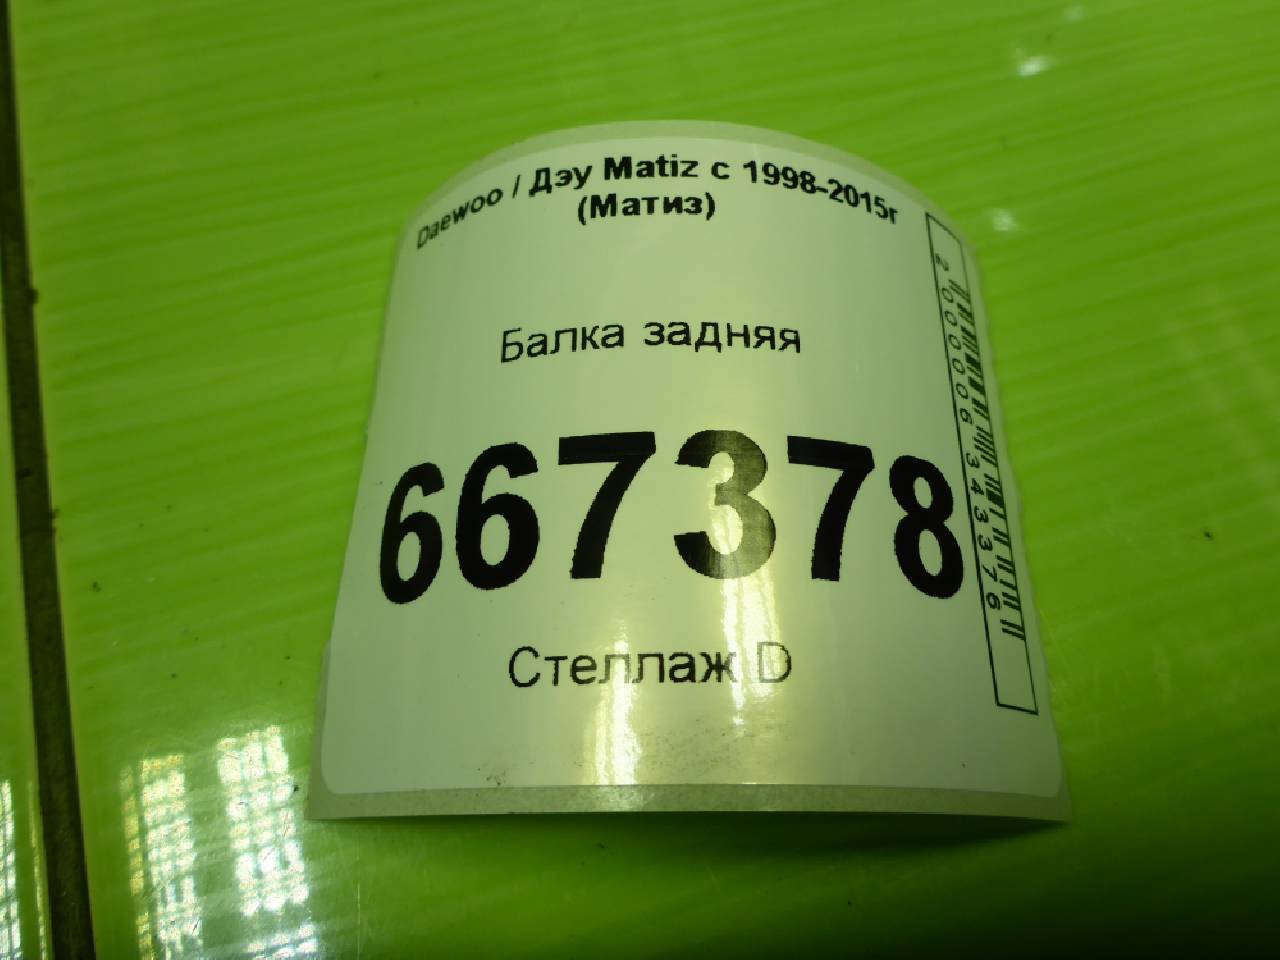 Daewoo / Дэу Matiz с 1998-2015г
(Матиз)
Балка задняя
667378
Стеллаж D
2000006343376